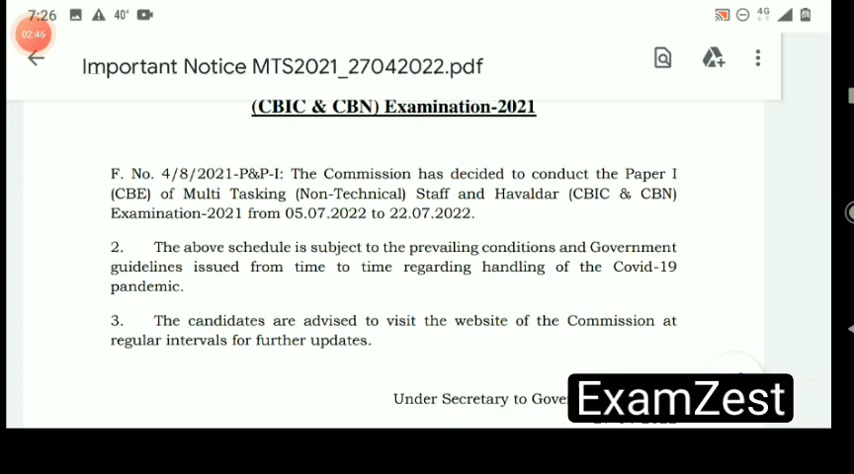 7:26
40°
4G
02:46
Important Notice MTS2021_27042022.pdf
(CBIC & CBN) Examination-2021
F. No. 4/8/2021-P&P-I: The Commission has decided to conduct the Paper I
(CBE) of Multi Tasking (Non-Technical) Staff and Havaldar (CBIC & CBN)
Examination-2021 from 05.07.2022 to 22.07.2022.
2. The above schedule is subject to the prevailing conditions and Government
guidelines issued from time to time regarding handling of the Covid-19
pandemic.
3. The candidates are advised to visit the website of the Commission at
regular intervals for further updates.
Under Secretary to Gove
ExamZest